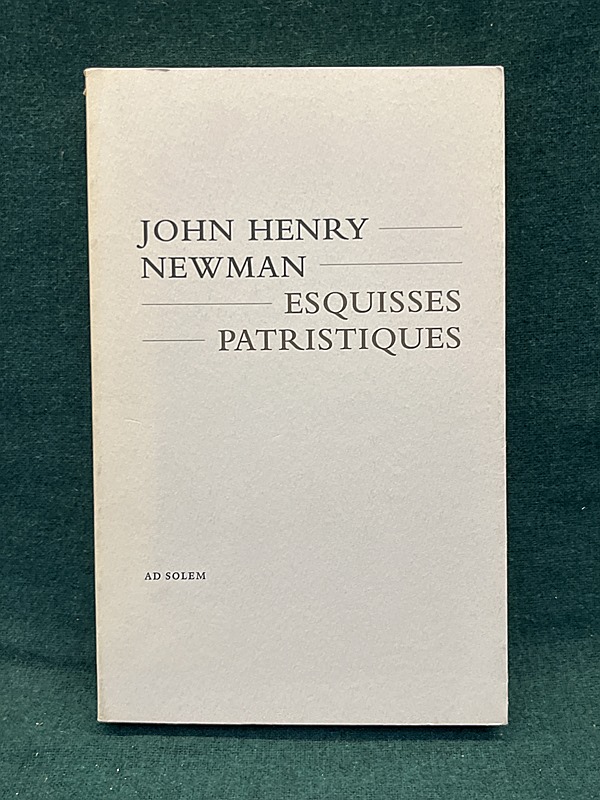 JOHN HENRY
NEWMAN
ESQUISSES
PATRISTIQUES
AD SOLEM